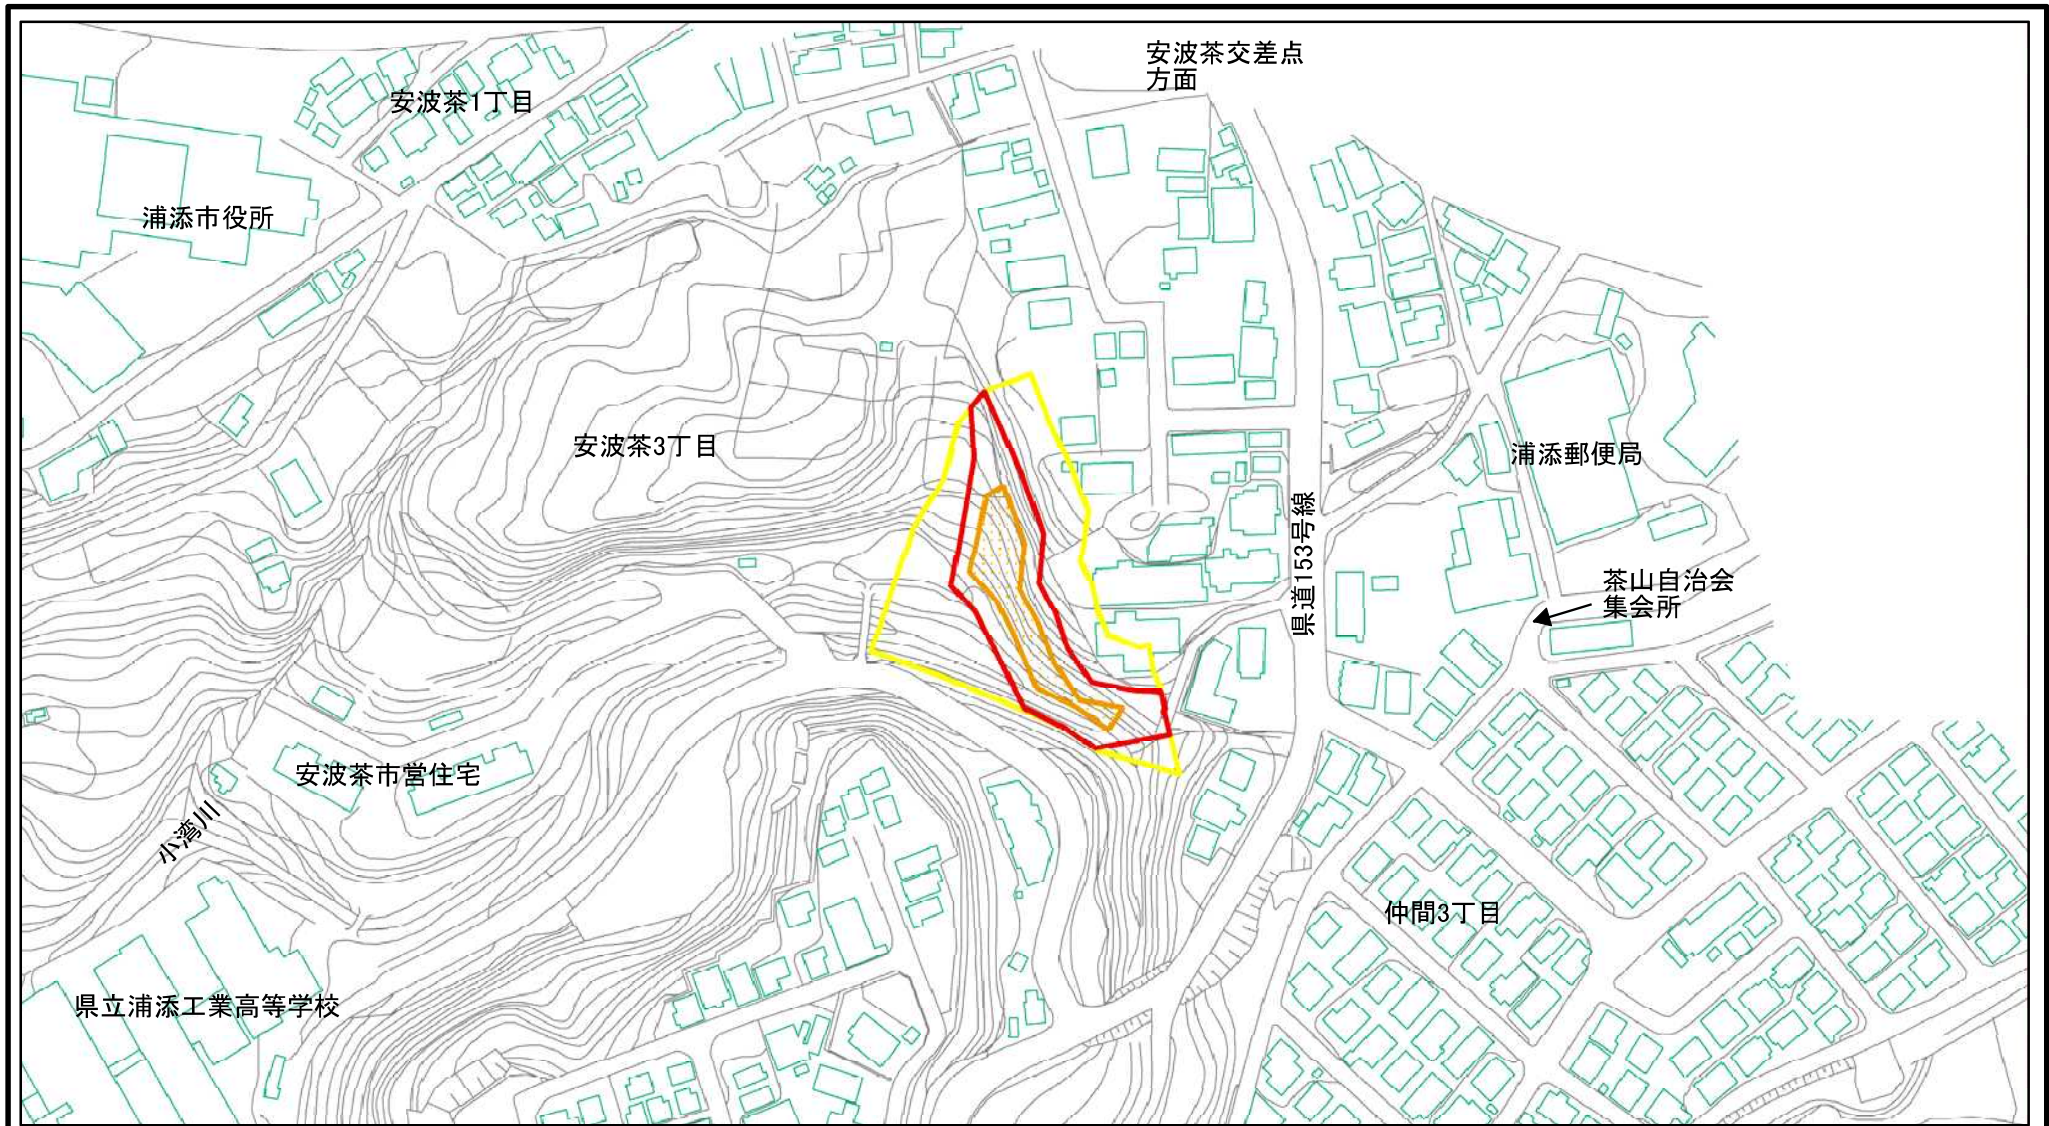 安波茶交差点
方面
安波茶1丁目
浦添市役所
安波茶3丁目
浦添郵便局
県道153号線
茶山自治会
集会所
安波茶市営住宅
小湾川
仲間3丁目
県立浦添工業高等学校